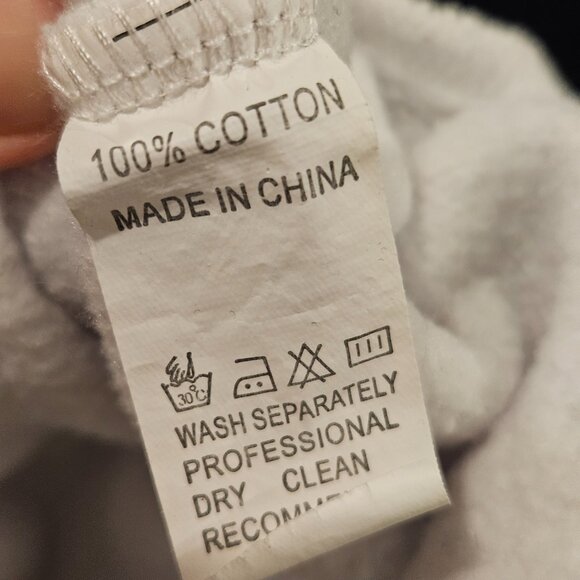 100% COTTON
MADE IN CHINA
30°C
WASH SEPARATELY
PROFESSIONAL
DRY CLEAN